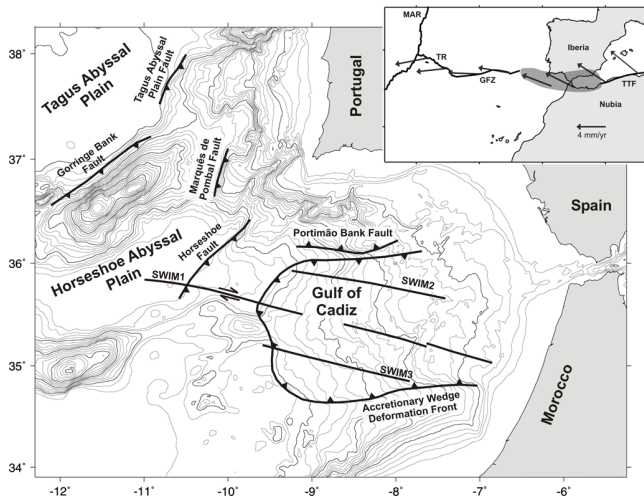 MAR
TR
GFZ
Iberia
TTF
Nubia
4 mm/yr
38°
37°
36°
35°
34°
Tagus Abyssal
Plain
Tagus Abyssal
Plain Fault
Portugal
Gorringe Bank
Fault
Marquês de
Pombal Fault
Spain
Horseshoe Abyssal
Plain
Horseshoe
Fault
Portimão Bank Fault
SWIM1
Gulf of
Cadiz
SWIM2
SWIM3
Accretionary Wedge
Deformation Front
Morocco
-12°
-11°
-10°
-9°
-8°
-7°
-6°